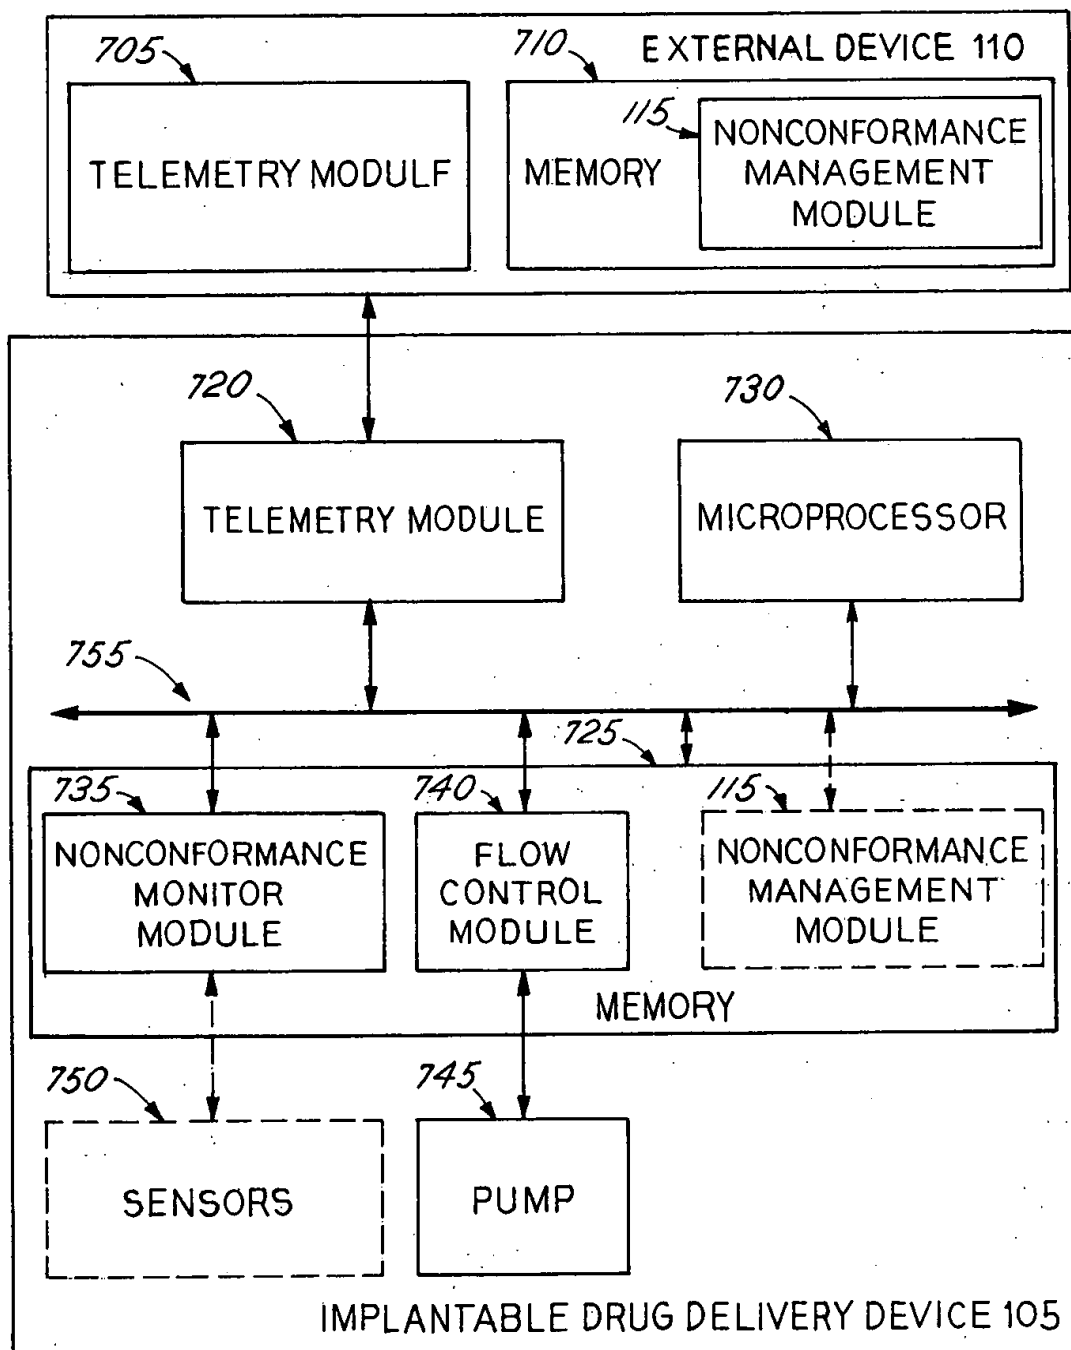 EXTERNAL DEVICE 110
705
710
TELEMETRY MODULF
MEMORY
115
NONCONFORMANCE
MANAGEMENT
MODULE
720
730
TELEMETRY MODULE
MICROPROCESSOR
755
725
735
740
115
NONCONFORMANCE
MONITOR
MODULE
FLOW
CONTROL
MODULE
NONCONFORMANCE
MANAGEMENT
MODULE
MEMORY
750
745
SENSORS
PUMP
IMPLANTABLE DRUG DELIVERY DEVICE 105